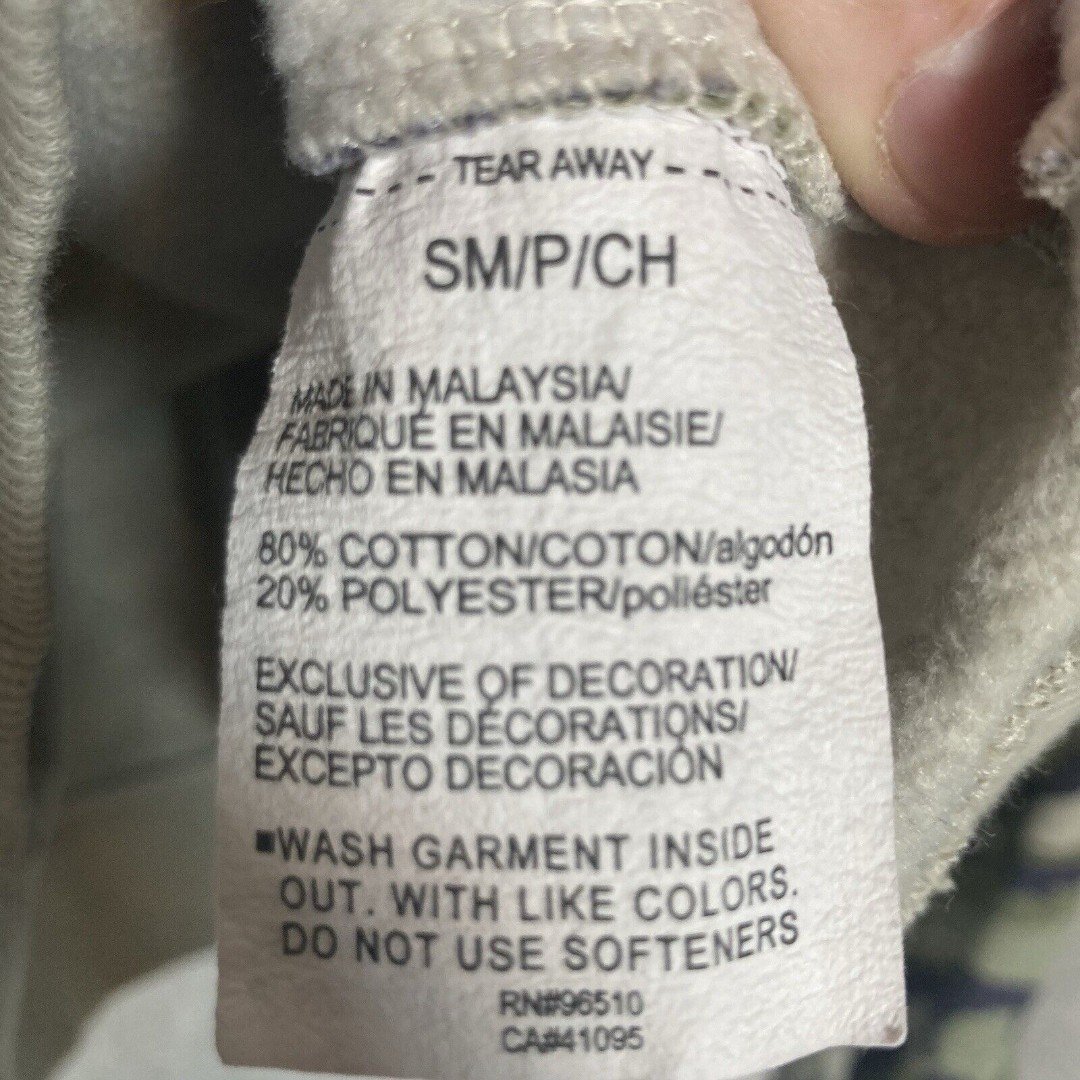 --- TEAR AWAY ---
SM/P/CH
MADE IN MALAYSIA/
FABRIQUE EN MALAISIE/
HECHO EN MALASIA
80% COTTON/COTON/algodón
20% POLYESTER/poliéster
EXCLUSIVE OF DECORATION/
SAUF LES DÉCORATIONS/
EXCEPTO DECORACIÓN
■WASH GARMENT INSIDE
OUT. WITH LIKE COLORS.
DO NOT USE SOFTENERS
RN#96510
CA#41095